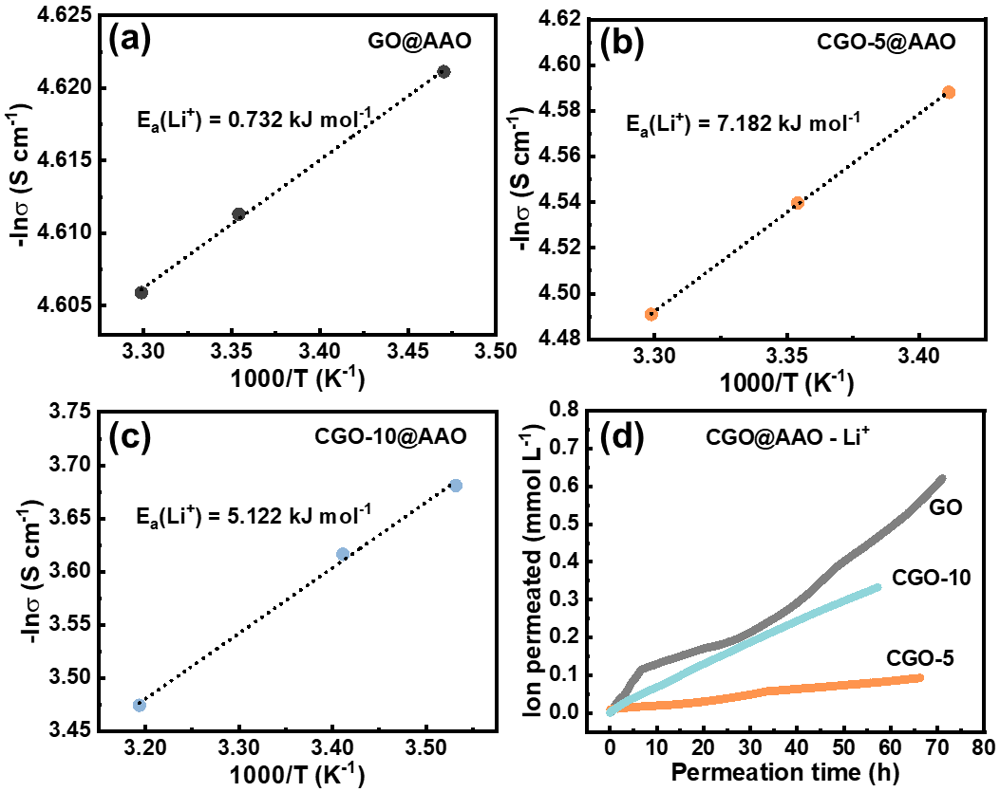 (a)
GO@AAO
Eₐ(Li⁺) = 0.732 kJ mol⁻¹
-lnσ (S cm⁻¹)
4.625
4.620
4.615
4.610
4.605
3.30 3.35 3.40 3.45 3.50
1000/T (K⁻¹)
(b)
CGO-5@AAO
Eₐ(Li⁺) = 7.182 kJ mol⁻¹
-lnσ (S cm⁻¹)
4.62
4.60
4.58
4.56
4.54
4.52
4.50
4.48
3.30 3.35 3.40
1000/T (K⁻¹)
(c)
CGO-10@AAO
Eₐ(Li⁺) = 5.122 kJ mol⁻¹
-lnσ (S cm⁻¹)
3.75
3.70
3.65
3.60
3.55
3.50
3.45
3.20 3.30 3.40 3.50
1000/T (K⁻¹)
(d)
CGO@AAO - Li⁺
GO
CGO-10
CGO-5
Ion permeated (mmol L⁻¹)
0.8
0.7
0.6
0.5
0.4
0.3
0.2
0.1
0.0
0 10 20 30 40 50 60 70 80
Permeation time (h)